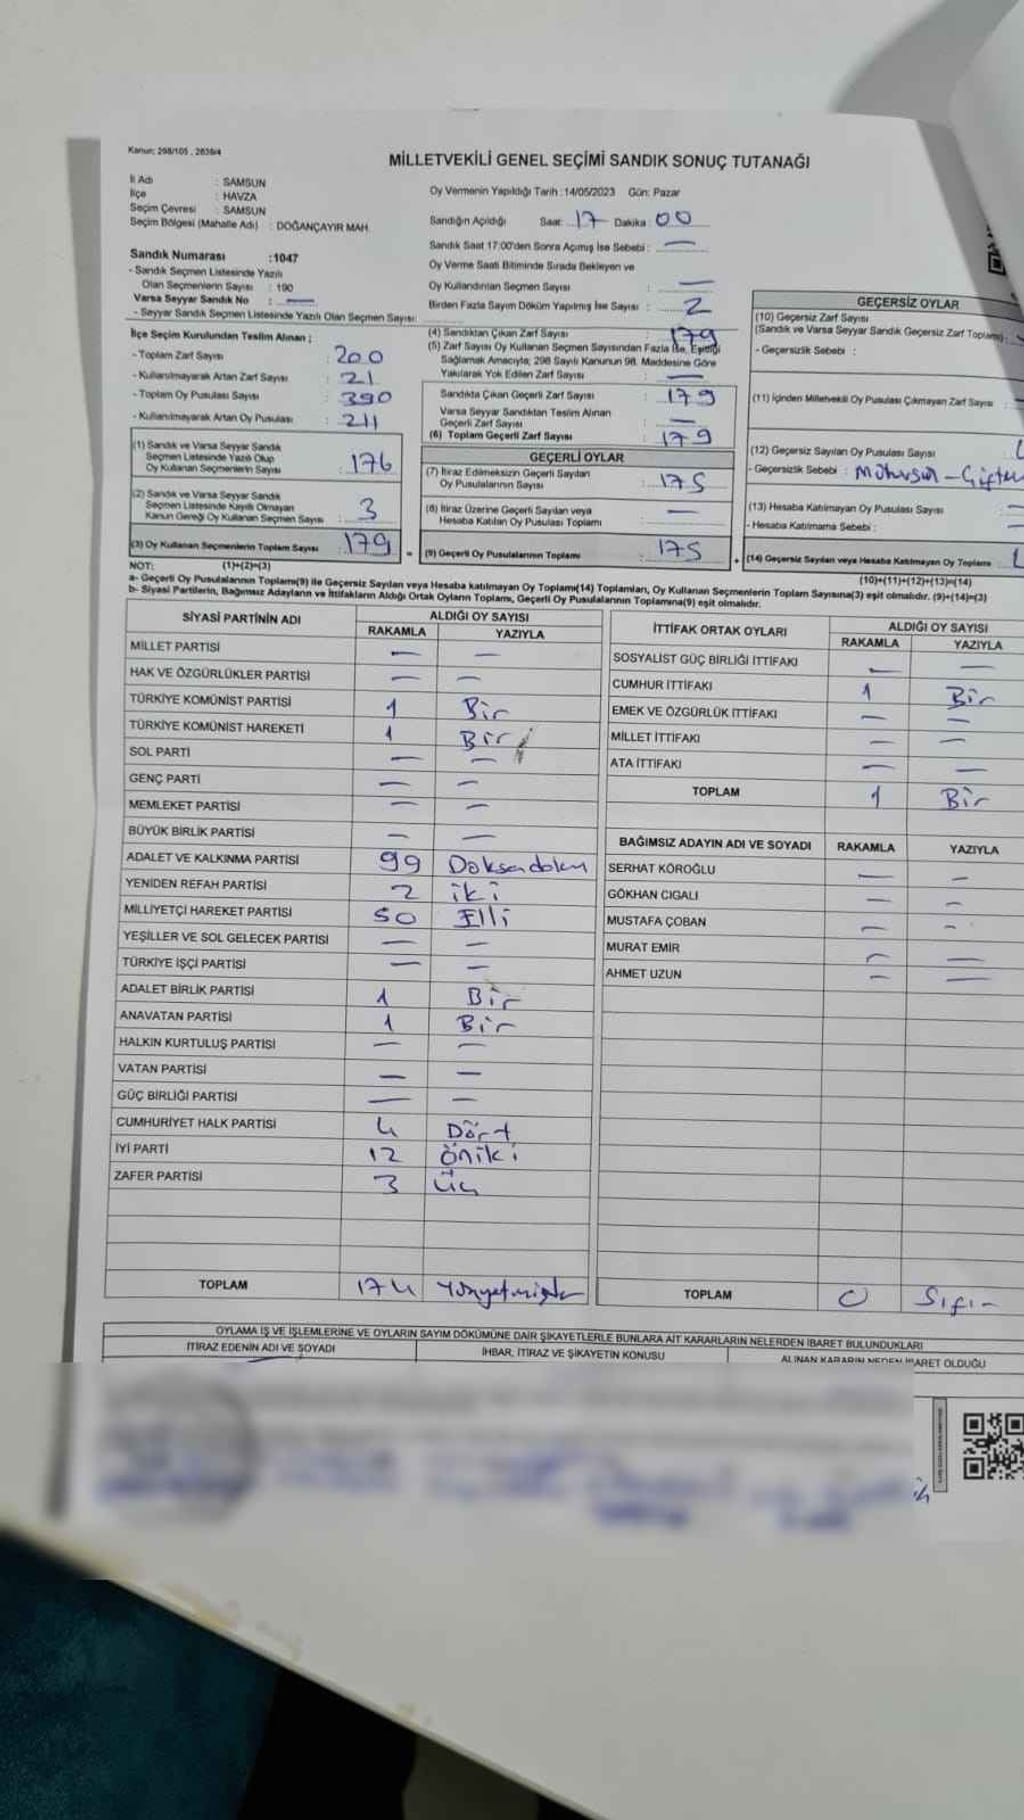 Kanun: 298/105 , 2839/4
MİLLETVEKİLİ GENEL SEÇİMİ SANDIK SONUÇ TUTANAĞI
İl Adı : SAMSUN
İlçe : HAVZA
Seçim Çevresi : SAMSUN
Seçim Bölgesi (Mahalle Adı) : DOĞANÇAYIR MAH.
Oy Vermenin Yapıldığı Tarih :14/05/2023 Gün: Pazar
Sandığın Açıldığı Saat: 17 Dakika: 00
Sandık Saat 17:00'den Sonra Açımış İse Sebebi : —
Oy Verme Saati Bitiminde Sırada Bekleyen ve
Oy Kullandırılan Seçmen Sayısı : —
Birden Fazla Sayım Döküm Yapılmış İse Sayısı : 2
Sandık Numarası :1047
- Sandık Seçmen Listesinde Yazılı
Olan Seçmenlerin Sayısı : 190
Varsa Seyyar Sandık No : —
- Seyyar Sandık Seçmen Listesinde Yazılı Olan Seçmen Sayısı:
İlçe Seçim Kurulundan Teslim Alınan ;
- Toplam Zarf Sayısı : 200
- Kullanılmayarak Artan Zarf Sayısı : 21
- Toplam Oy Pusulası Sayısı : 390
- Kullanılmayarak Artan Oy Pusulası : 211
(1) Sandık ve Varsa Seyyar Sandık
Seçmen Listesinde Yazılı Olup
Oy Kullanan Seçmenlerin Sayısı : 176
(2) Sandık ve Varsa Seyyar Sandık
Seçmen Listesinde Kayıtlı Olmayan
Kanun Gereği Oy Kullanan Seçmen Sayısı : 3
(3) Oy Kullanan Seçmenlerin Toplam Sayısı : 179
(4) Sandıktan Çıkan Zarf Sayısı : 179
(5) Zarf Sayısı Oy Kullanan Seçmen Sayısından Fazla İse, Eşitliği
Sağlamak Amacıyla; 298 Sayılı Kanunun 98. Maddesine Göre
Yakılarak Yok Edilen Zarf Sayısı : —
Sandıkta Çıkan Geçerli Zarf Sayısı : 179
Varsa Seyyar Sandıktan Teslim Alınan
Geçerli Zarf Sayısı : —
(6) Toplam Geçerli Zarf Sayısı : 179
GEÇERLİ OYLAR
(7) İtiraz Edilmeksizin Geçerli Sayılan
Oy Pusulalarının Sayısı : 175
(8) İtiraz Üzerine Geçerli Sayılan veya
Hesaba Katılan Oy Pusulası Toplamı : —
= (9) Geçerli Oy Pusulalarının Toplamı : 175
GEÇERSİZ OYLAR
(10) Geçersiz Zarf Sayısı
(Sandık ve Varsa Seyyar Sandık Geçersiz Zarf Toplamı) :
- Geçersizlik Sebebi :
(11) İçinden Milletvekili Oy Pusulası Çıkmayan Zarf Sayısı :
(12) Geçersiz Sayılan Oy Pusulası Sayısı :
- Geçersizlik Sebebi :
(13) Hesaba Katılmayan Oy Pusulası Sayısı :
- Hesaba Katılmama Sebebi :
+ (14) Geçersiz Sayılan veya Hesaba Katılmayan Oy Toplamı :
NOT: (1)+(2)=(3) (10)+(11)+(12)+(13)=(14)
a- Geçerli Oy Pusulalarının Toplamı(9) ile Geçersiz Sayılan veya Hesaba katılmayan Oy Toplamı(14) Toplamları, Oy Kullanan Seçmenlerin Toplam Sayısına(3) eşit olmalıdır. (9)+(14)=(3)
b- Siyasi Partilerin, Bağımsız Adayların ve İttifakların Aldığı Ortak Oyların Toplamı, Geçerli Oy Pusulalarının Toplamına(9) eşit olmalıdır.
SİYASİ PARTİNİN ADI ALDIĞI OY SAYISI
RAKAMLA YAZIYLA
MİLLET PARTİSİ — —
HAK VE ÖZGÜRLÜKLER PARTİSİ — —
TÜRKİYE KOMÜNİST PARTİSİ 1 Bir
TÜRKİYE KOMÜNİST HAREKETİ 1 Bir
SOL PARTİ — —
GENÇ PARTİ — —
MEMLEKET PARTİSİ — —
BÜYÜK BİRLİK PARTİSİ — —
ADALET VE KALKINMA PARTİSİ 99
YENİDEN REFAH PARTİSİ 2 iki
MİLLİYETÇİ HAREKET PARTİSİ 50 Elli
YEŞİLLER VE SOL GELECEK PARTİSİ — —
TÜRKİYE İŞÇİ PARTİSİ — —
ADALET BİRLİK PARTİSİ 1 Bir
ANAVATAN PARTİSİ 1 Bir
HALKIN KURTULUŞ PARTİSİ — —
VATAN PARTİSİ — —
GÜÇ BİRLİĞİ PARTİSİ — —
CUMHURİYET HALK PARTİSİ 4 Dört
İYİ PARTİ 12 öniki
ZAFER PARTİSİ 3 Üç
TOPLAM 174
İTTİFAK ORTAK OYLARI ALDIĞI OY SAYISI
RAKAMLA YAZIYLA
SOSYALİST GÜÇ BİRLİĞİ İTTİFAKI — —
CUMHUR İTTİFAKI 1 Bir
EMEK VE ÖZGÜRLÜK İTTİFAKI — —
MİLLET İTTİFAKI — —
ATA İTTİFAKI — —
TOPLAM 1 Bir
BAĞIMSIZ ADAYIN ADI VE SOYADI RAKAMLA YAZIYLA
SERHAT KÖROĞLU — —
GÖKHAN CIGALI — —
MUSTAFA ÇOBAN — —
MURAT EMİR — —
AHMET UZUN — —
TOPLAM 0 Sıfır
OYLAMA İŞ VE İŞLEMLERİNE VE OYLARIN SAYIM DÖKÜMÜNE DAİR ŞİKAYETLERLE BUNLARA AİT KARARLARIN NELERDEN İBARET BULUNDUKLARI
İTİRAZ EDENİN ADI VE SOYADI İHBAR, İTİRAZ VE ŞİKAYETİN KONUSU ALINAN KARARIN NEDEN İBARET OLDUĞU